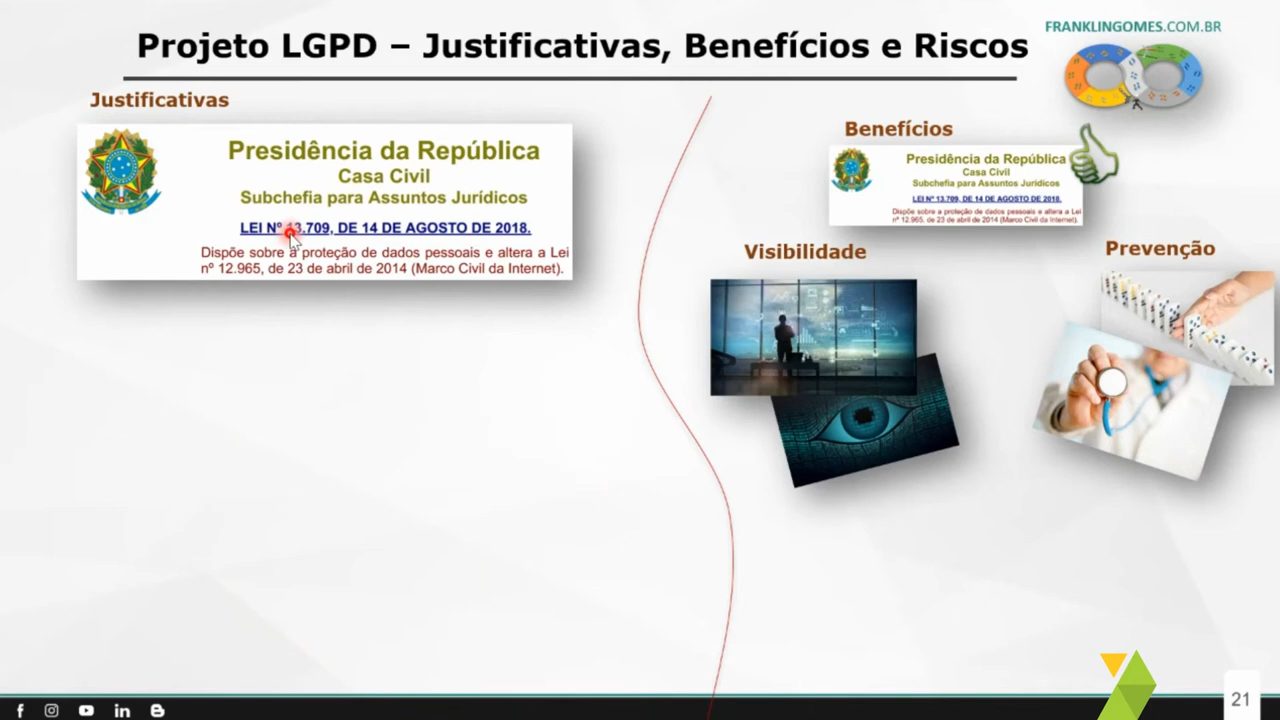 FRANKLINGOMES.COM.BR
Projeto LGPD – Justificativas, Benefícios e Riscos
Justificativas
Presidência da República
Casa Civil
Subchefia para Assuntos Jurídicos
LEI Nº 13.709, DE 14 DE AGOSTO DE 2018.
Dispõe sobre a proteção de dados pessoais e altera a Lei
nº 12.965, de 23 de abril de 2014 (Marco Civil da Internet).
Benefícios
Presidência da República
Casa Civil
Subchefia para Assuntos Jurídicos
LEI Nº 13.709, DE 14 DE AGOSTO DE 2018.
Dispõe sobre a proteção de dados pessoais e altera a Lei
nº 12.965, de 23 de abril de 2014 (Marco Civil da Internet).
Visibilidade
Prevenção
21